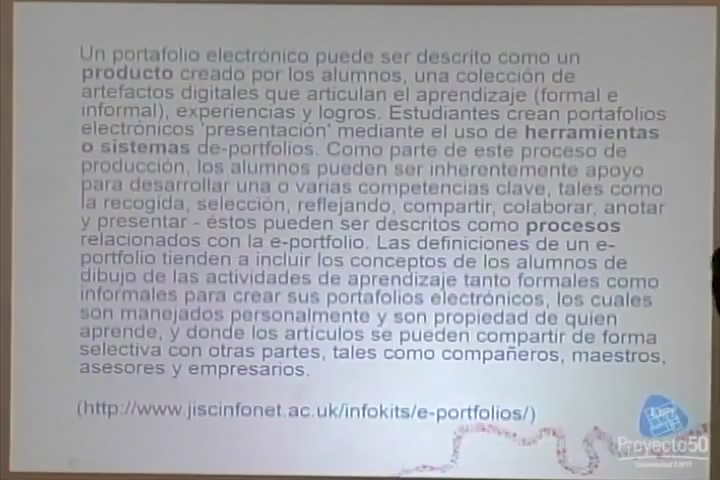 Un portafolio electrónico puede ser descrito como un
producto creado por los alumnos, una colección de
artefactos digitales que articulan el aprendizaje (formal e
informal), experiencias y logros. Estudiantes crean portafolios
electrónicos 'presentación' mediante el uso de herramientas
o sistemas de-portfolios. Como parte de este proceso de
producción, los alumnos pueden ser inherentemente apoyo
para desarrollar una o varias competencias clave, tales como
la recogida, selección, reflejando, compartir, colaborar, anotar
y presentar - éstos pueden ser descritos como procesos
relacionados con la e-portfolio. Las definiciones de un e-
portfolio tienden a incluir los conceptos de los alumnos de
dibujo de las actividades de aprendizaje tanto formales como
informales para crear sus portafolios electrónicos, los cuales
son manejados personalmente y son propiedad de quien
aprende, y donde los artículos se pueden compartir de forma
selectiva con otras partes, tales como compañeros, maestros,
asesores y empresarios.
(http://www.jiscinfonet.ac.uk/infokits/e-portfolios/)
Proyecto50
Universidad EAFIT